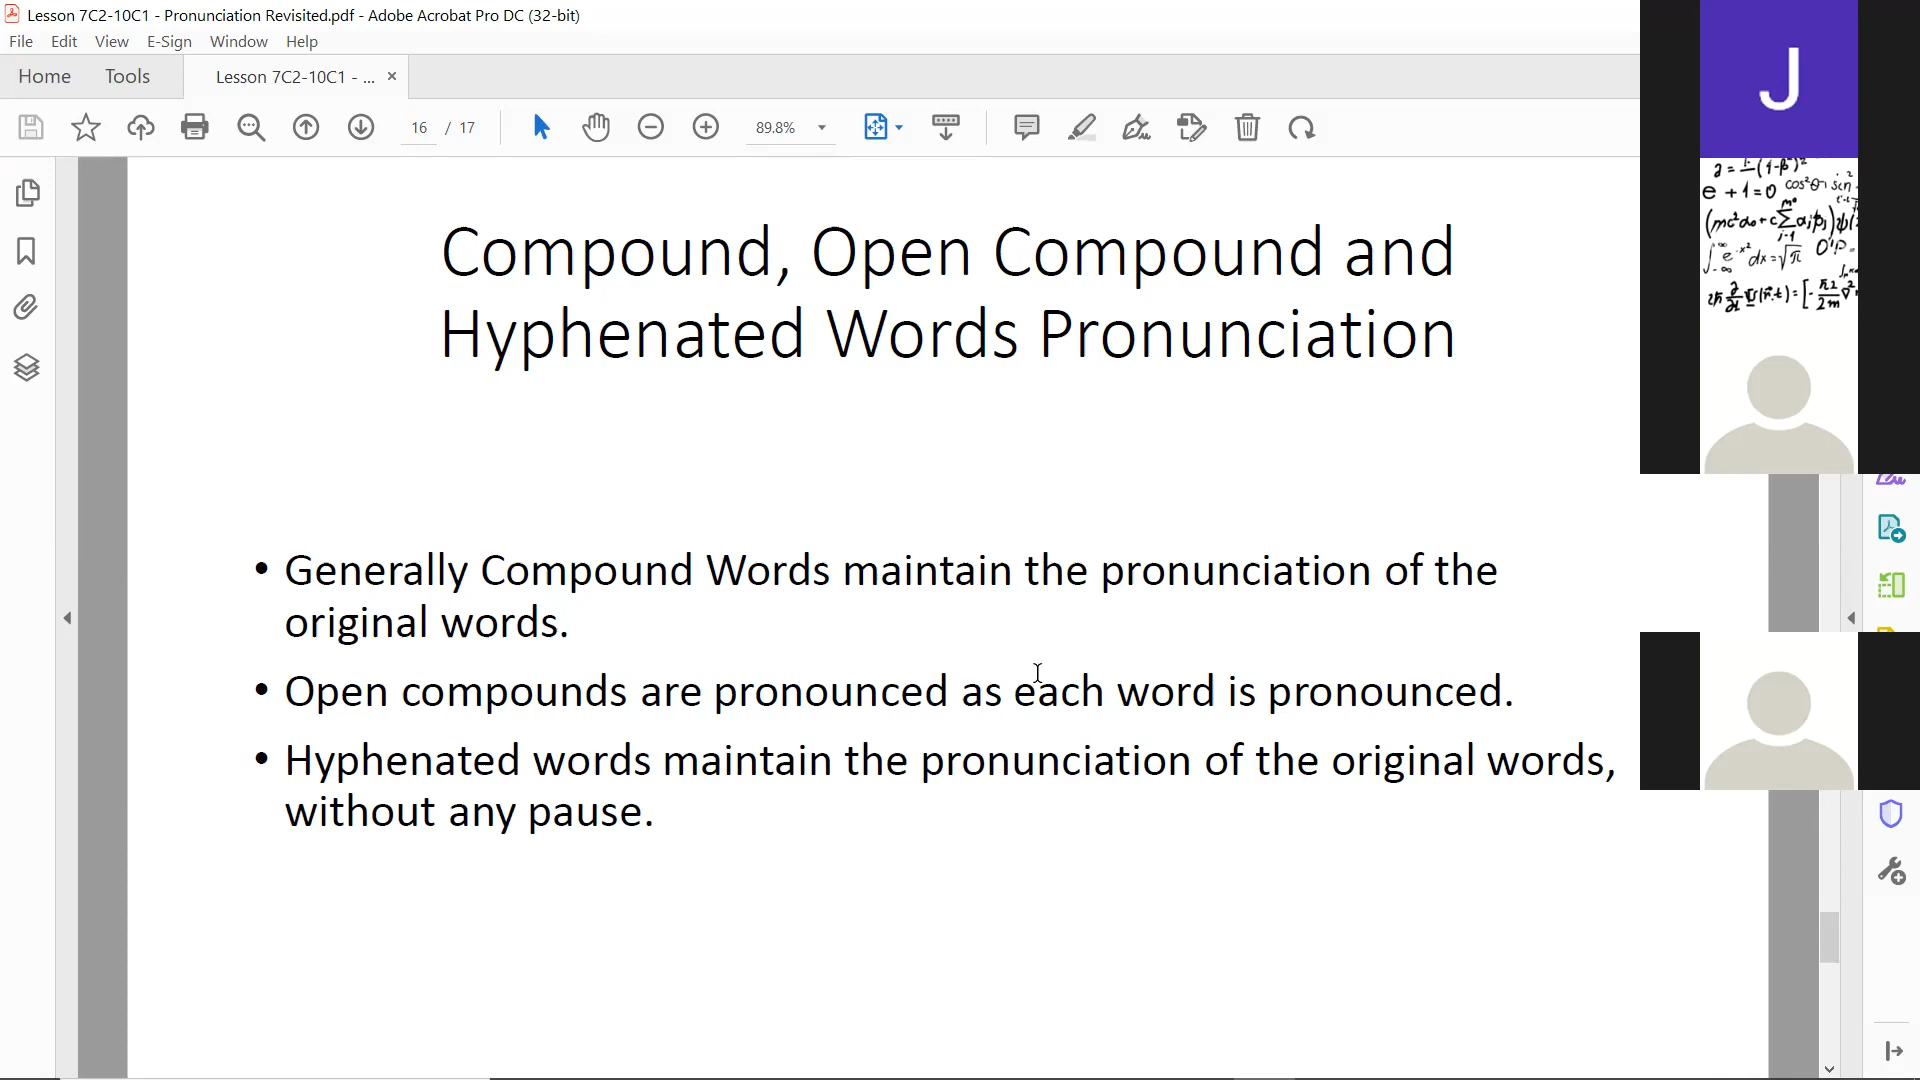 Lesson 7C2-10C1 - Pronunciation Revisited.pdf - Adobe Acrobat Pro DC (32-bit)
File Edit View E-Sign Window Help
Home Tools Lesson 7C2-10C1 - ... ×
16 / 17 89.8%
J
e + 1 = 0 cos²θ
Compound, Open Compound and
Hyphenated Words Pronunciation
• Generally Compound Words maintain the pronunciation of the
original words.
• Open compounds are pronounced as each word is pronounced.
• Hyphenated words maintain the pronunciation of the original words,
without any pause.